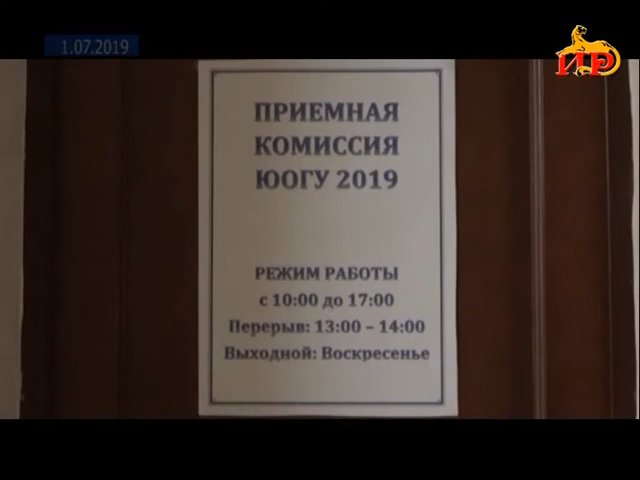 1.07.2019
ИР
ПРИЕМНАЯ
КОМИССИЯ
ЮОГУ 2019
РЕЖИМ РАБОТЫ
с 10:00 до 17:00
Перерыв: 13:00 – 14:00
Выходной: Воскресенье